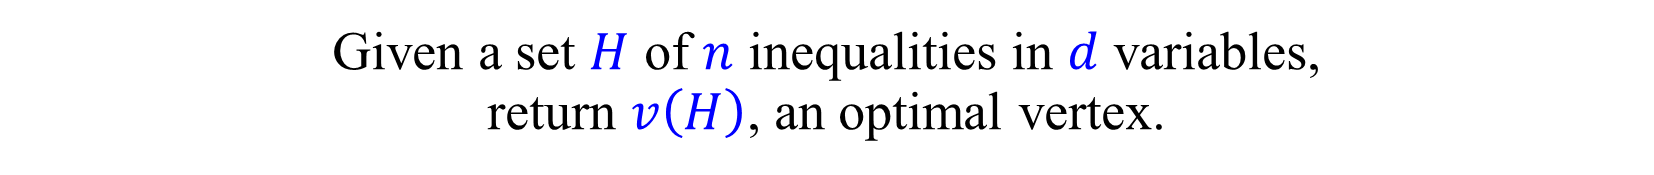 Given a set H of n inequalities in d variables,
return v(H), an optimal vertex.